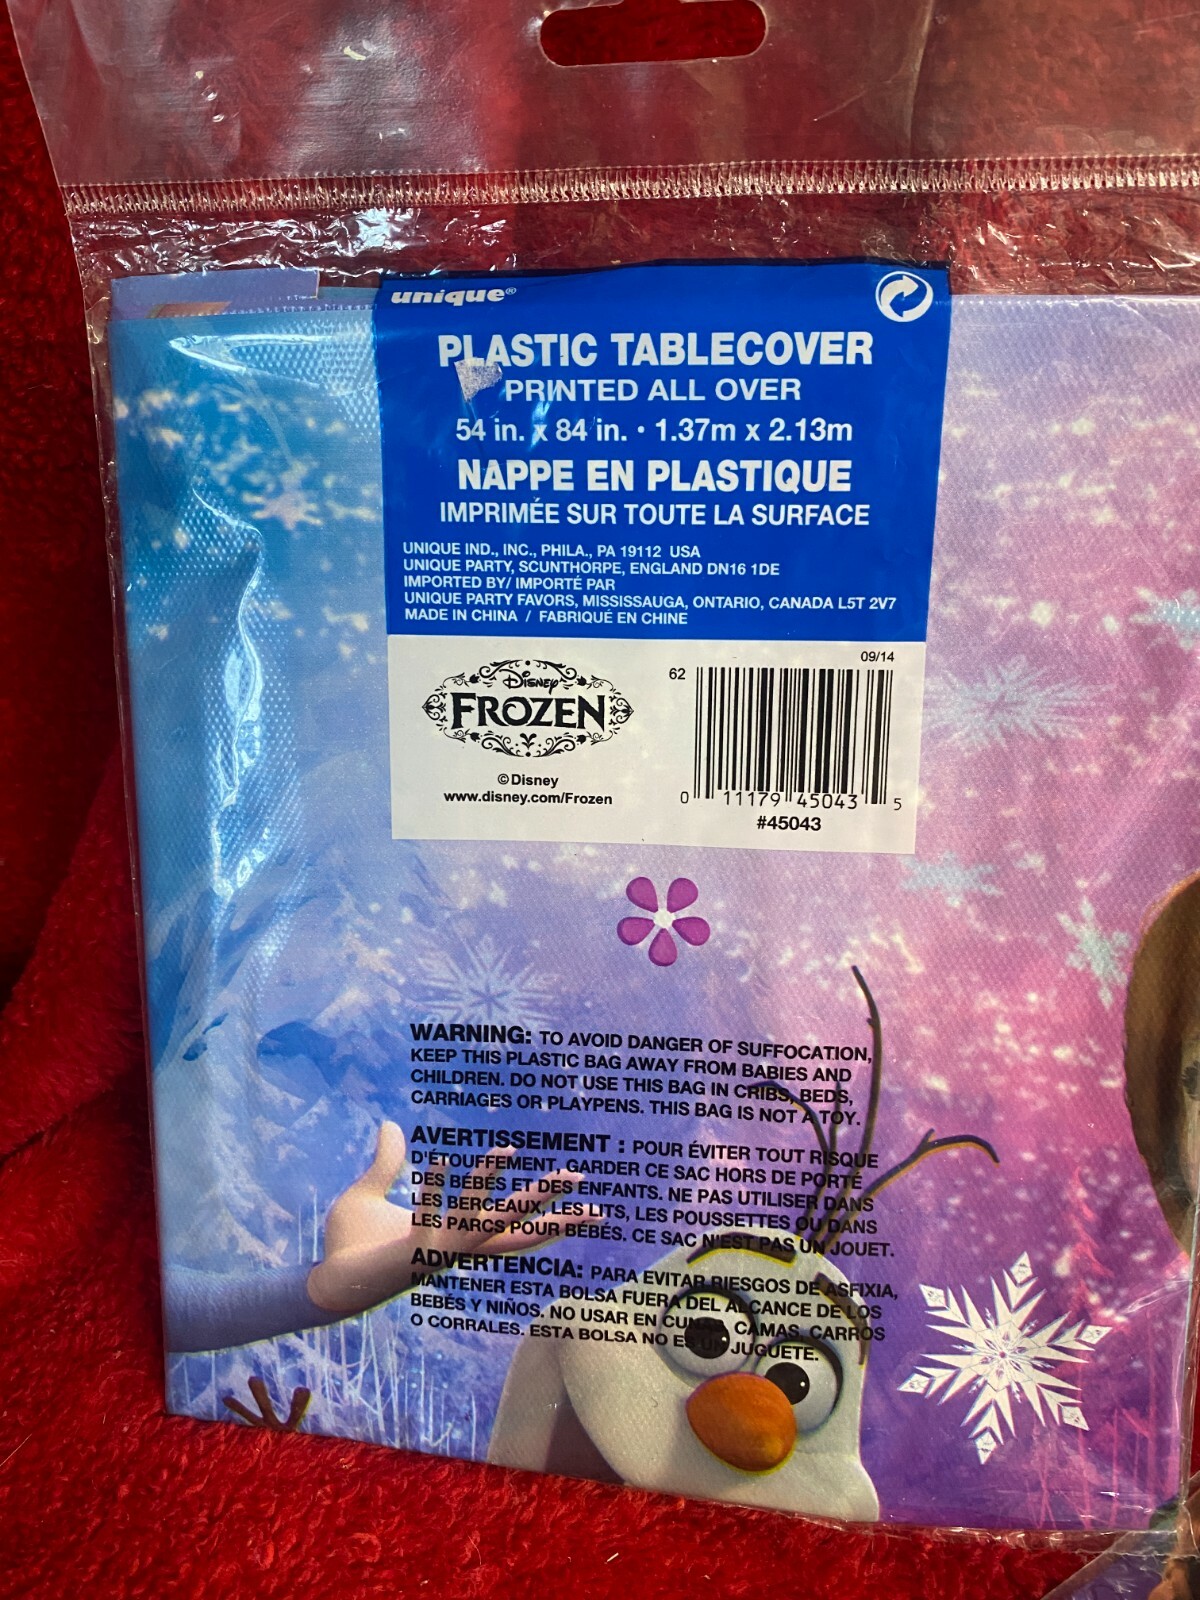 unique®
PLASTIC TABLECOVER
PRINTED ALL OVER
54 in. x 84 in. • 1.37m x 2.13m
NAPPE EN PLASTIQUE
IMPRIMÉE SUR TOUTE LA SURFACE
UNIQUE IND., INC., PHILA., PA 19112 USA
UNIQUE PARTY, SCUNTHORPE, ENGLAND DN16 1DE
IMPORTED BY/ IMPORTÉ PAR
UNIQUE PARTY FAVORS, MISSISSAUGA, ONTARIO, CANADA L5T 2V7
MADE IN CHINA / FABRIQUÉ EN CHINE
Disney
FROZEN
© Disney
www.disney.com/Frozen
09/14
62
0 11179 45043 5
#45043
WARNING: TO AVOID DANGER OF SUFFOCATION,
KEEP THIS PLASTIC BAG AWAY FROM BABIES AND
CHILDREN. DO NOT USE THIS BAG IN CRIBS, BEDS,
CARRIAGES OR PLAYPENS. THIS BAG IS NOT A TOY.
AVERTISSEMENT : POUR ÉVITER TOUT RISQUE
D'ÉTOUFFEMENT, GARDER CE SAC HORS DE PORTÉ
DES BÉBÉS ET DES ENFANTS. NE PAS UTILISER DANS
LES BERCEAUX, LES LITS, LES POUSSETTES OU DANS
LES PARCS POUR BÉBÉS. CE SAC N'EST PAS UN JOUET.
ADVERTENCIA: PARA EVITAR RIESGOS DE ASFIXIA,
MANTENER ESTA BOLSA FUERA DEL ALCANCE DE LOS
BEBÉS Y NIÑOS. NO USAR EN CUNAS, CAMAS, CARROS
O CORRALES. ESTA BOLSA NO ES UN JUGUETE.